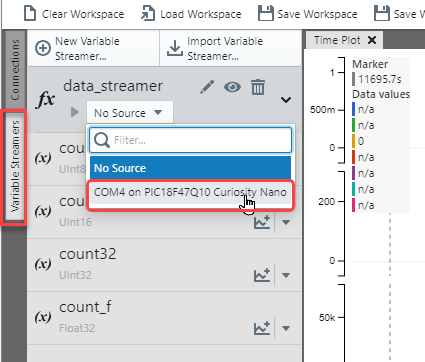 Clear Workspace
Load Workspace
Save Workspace
Save W
Connections
Variable Streamers
New Variable
Streamer...
Import Variable
Streamer...
Time Plot
fx
data_streamer
No Source
Filter...
No Source
COM4 on PIC18F47Q10 Curiosity Nano
(x)
cou
UInt8
(x)
cou
UInt16
(x)
count32
UInt32
(x)
count_f
Float32
Marker
11695.7s
Data values
n/a
n/a
0
n/a
n/a
n/a
n/a
1
500m
0
200
0
50k